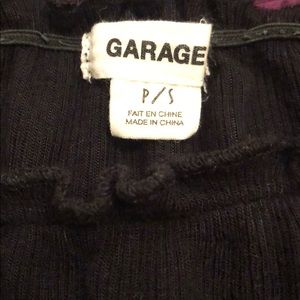 GARAGE
P/S
FAIT EN CHINE
MADE IN CHINA